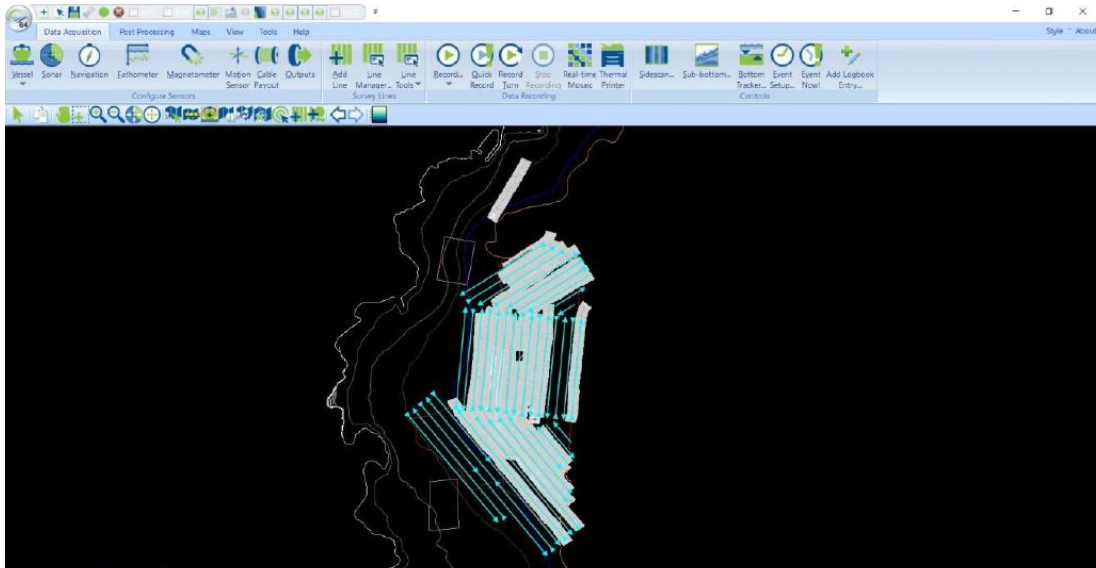 64
Data Acquisition Post Processing Maps View Tools Help Style About
Vessel Sonar Navigation Fathometer Magnetometer Motion Cable Outputs Add Line Line Record... Quick Record Stop Real-time Thermal Sidescan... Sub-bottom... Bottom Event Event Add Logbook
Sensor Payout Line Manager... Tools Record Turn Recording Mosaic Printer Tracker... Setup... Now! Entry...
Configure Sensors Survey Lines Data Recording Controls